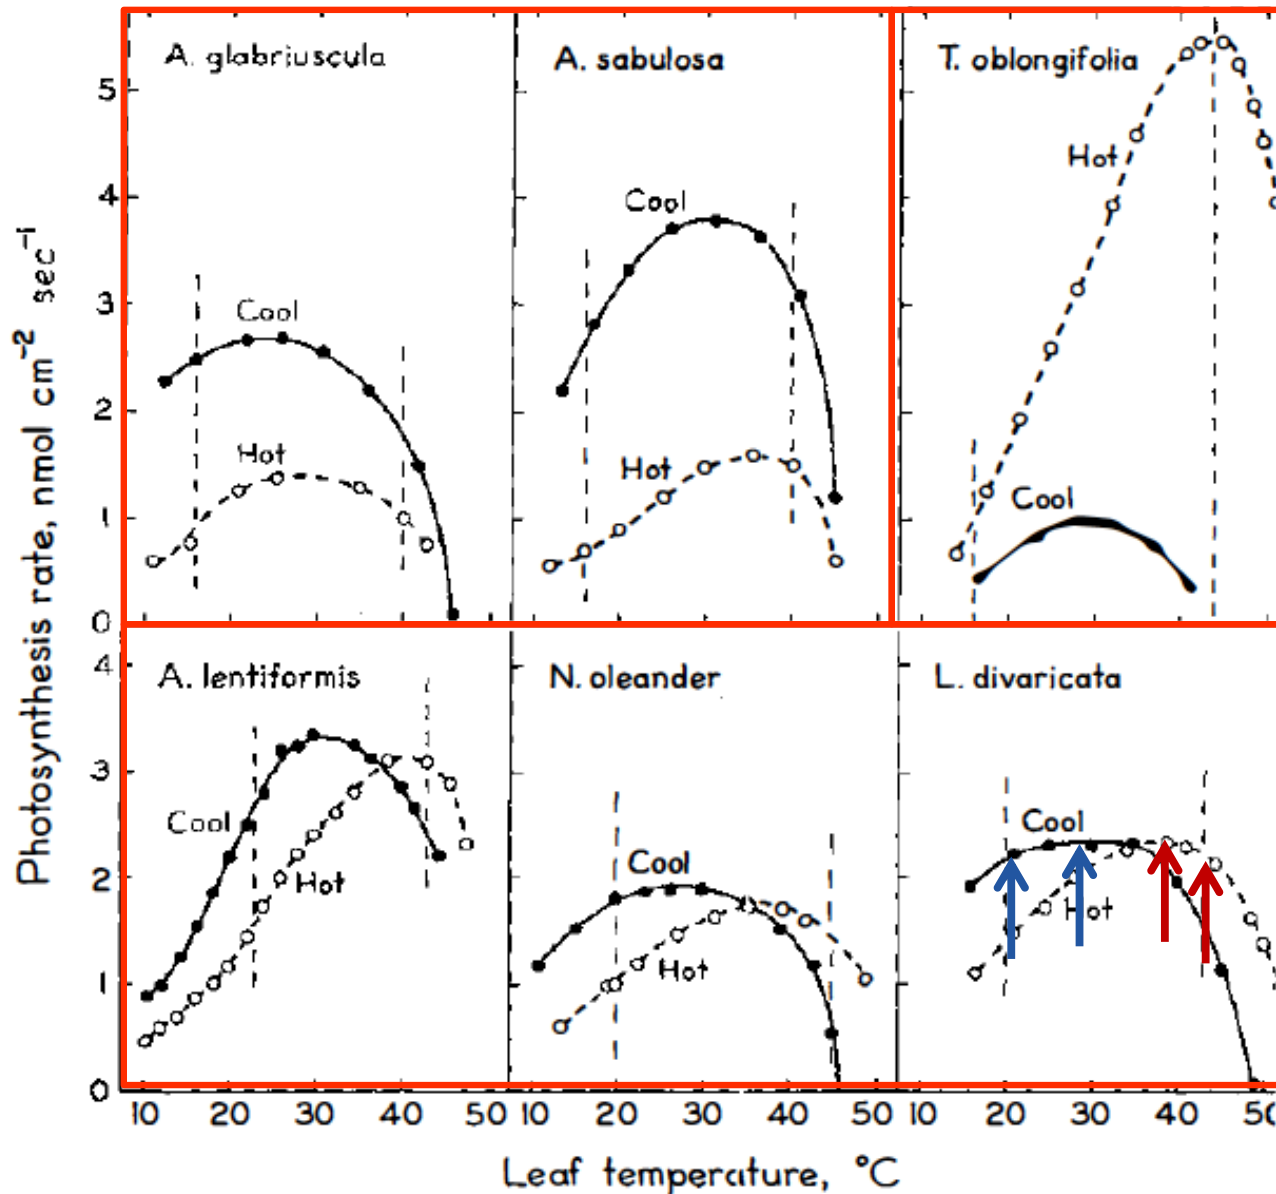 A. glabriuscula
A. sabulosa
T. oblongifolia
5
4
3
2
1
0
Cool
Hot
Cool
Hot
Hot
Cool
Photosynthesis rate, nmol cm⁻² sec⁻¹
A. lentiformis
N. oleander
L. divaricata
4
3
2
1
0
Cool
Hot
Cool
Hot
Cool
Hot
10 20 30 40 50 10 20 30 40 50 10 20 30 40 50
Leaf temperature, °C